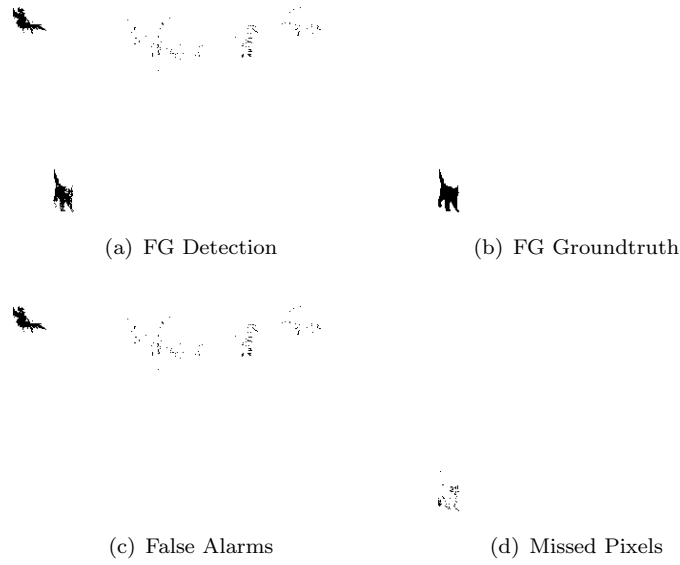 (a) FG Detection
(b) FG Groundtruth
(c) False Alarms
(d) Missed Pixels